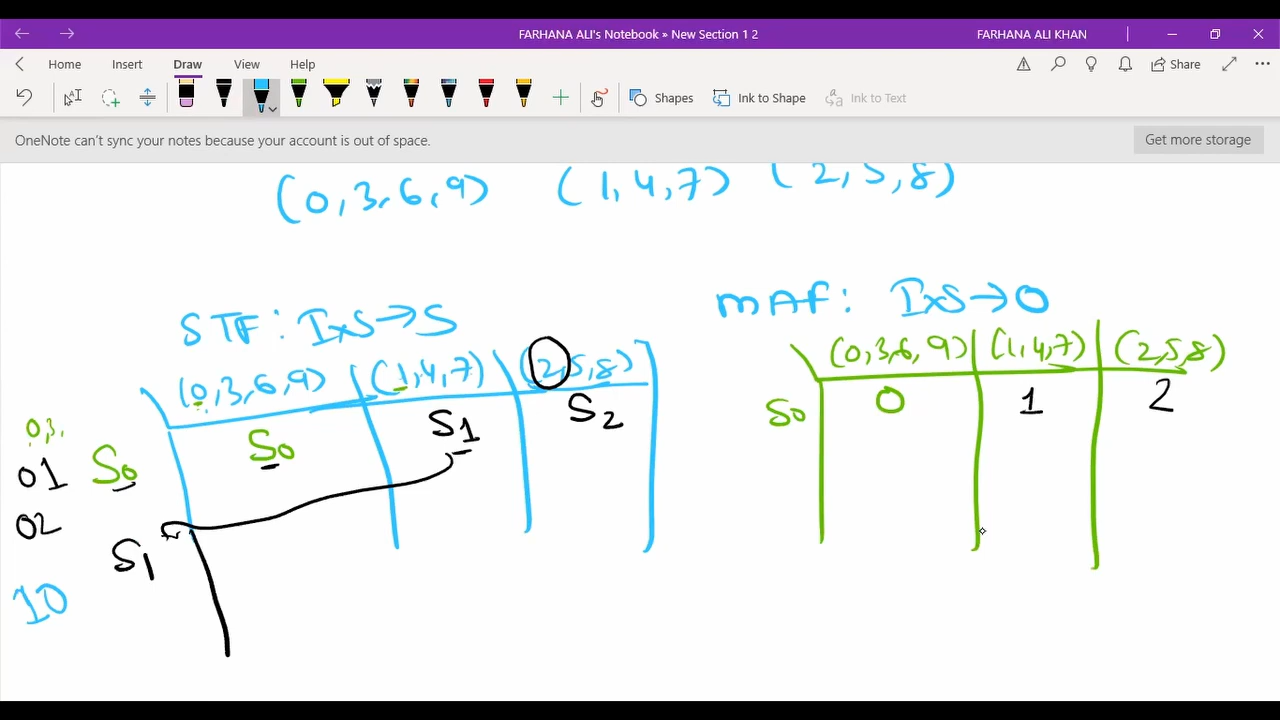 FARHANA ALI's Notebook » New Section 1 2
FARHANA ALI KHAN
Home Insert Draw View Help
Share
Shapes
Ink to Shape
Ink to Text
OneNote can't sync your notes because your account is out of space.
Get more storage
(0,3,6,9) (1,4,7) (2,5,8)
STF: I×S→S
MAF: I×S→O
(0,3,6,9) (1,4,7) (2,5,8)
(0,3,6,9) (1,4,7) (2,5,8)
0,3,
01 S0 S0 S1 S2
S0 0 1 2
02
S1
10